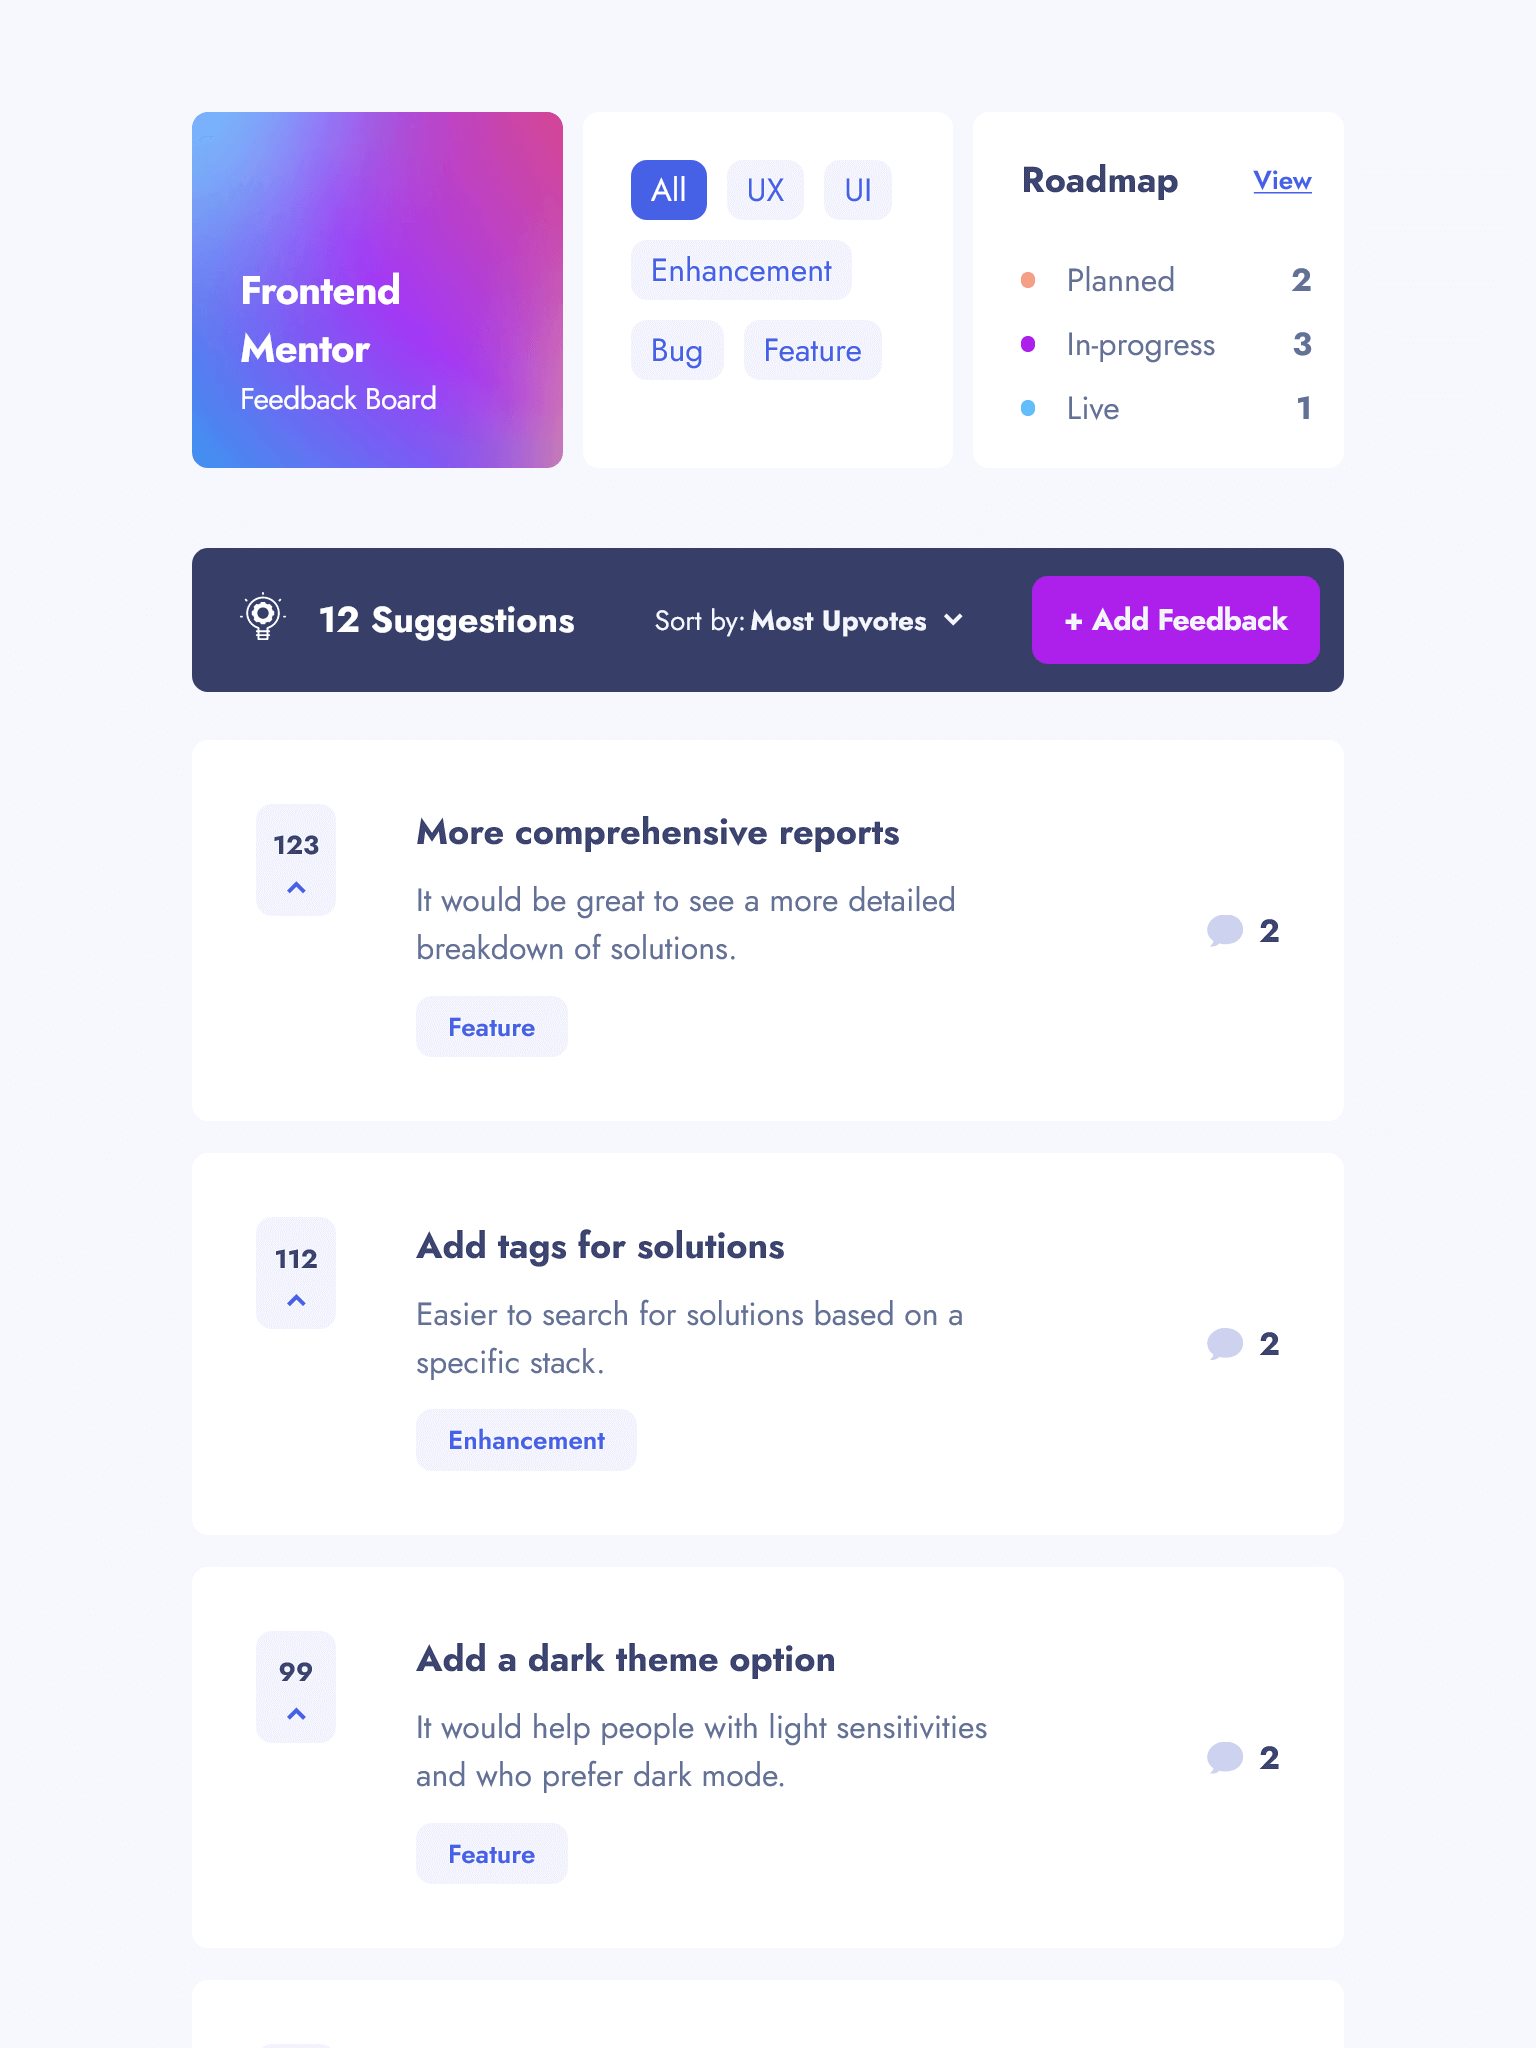 Frontend
Mentor
Feedback Board
All UX UI
Enhancement
Bug Feature
Roadmap View
Planned 2
In-progress 3
Live 1
12 Suggestions Sort by: Most Upvotes + Add Feedback
123
More comprehensive reports
It would be great to see a more detailed
breakdown of solutions.
Feature
2
112
Add tags for solutions
Easier to search for solutions based on a
specific stack.
Enhancement
2
99
Add a dark theme option
It would help people with light sensitivities
and who prefer dark mode.
Feature
2